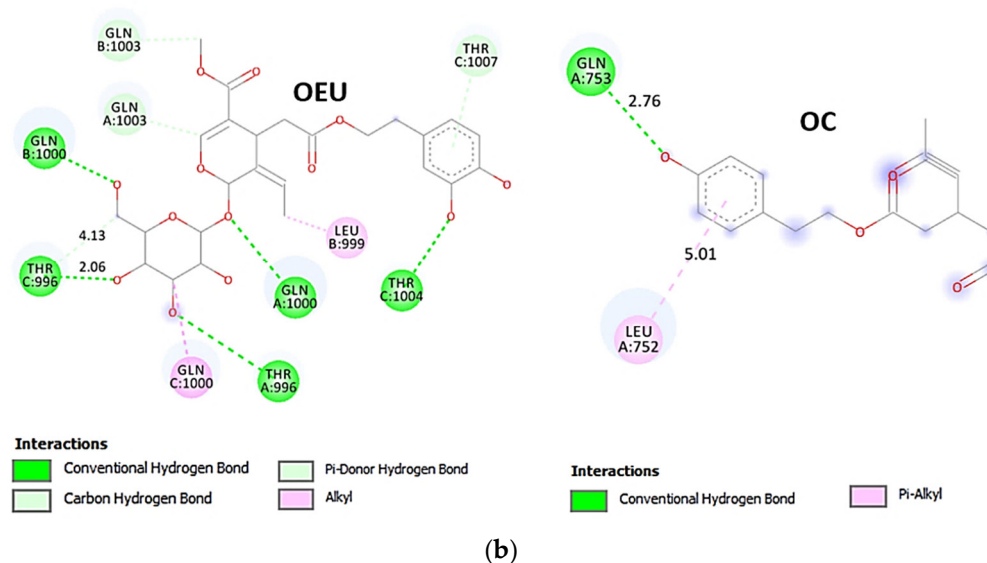 GLN
B:1003
GLN
A:1003
GLN
B:1000
THR
C:996
4.13
2.06
OEU
THR
C:1007
LEU
B:999
GLN
A:1000
THR
C:1004
GLN
C:1000
THR
A:996
O
O
O
O
O
O
O
O
O
O
O
O
O
Interactions
Conventional Hydrogen Bond
Carbon Hydrogen Bond
Pi-Donor Hydrogen Bond
Alkyl
GLN
A:753
2.76
OC
5.01
LEU
A:752
O
O
O
O
O
Interactions
Conventional Hydrogen Bond
Pi-Alkyl
(b)